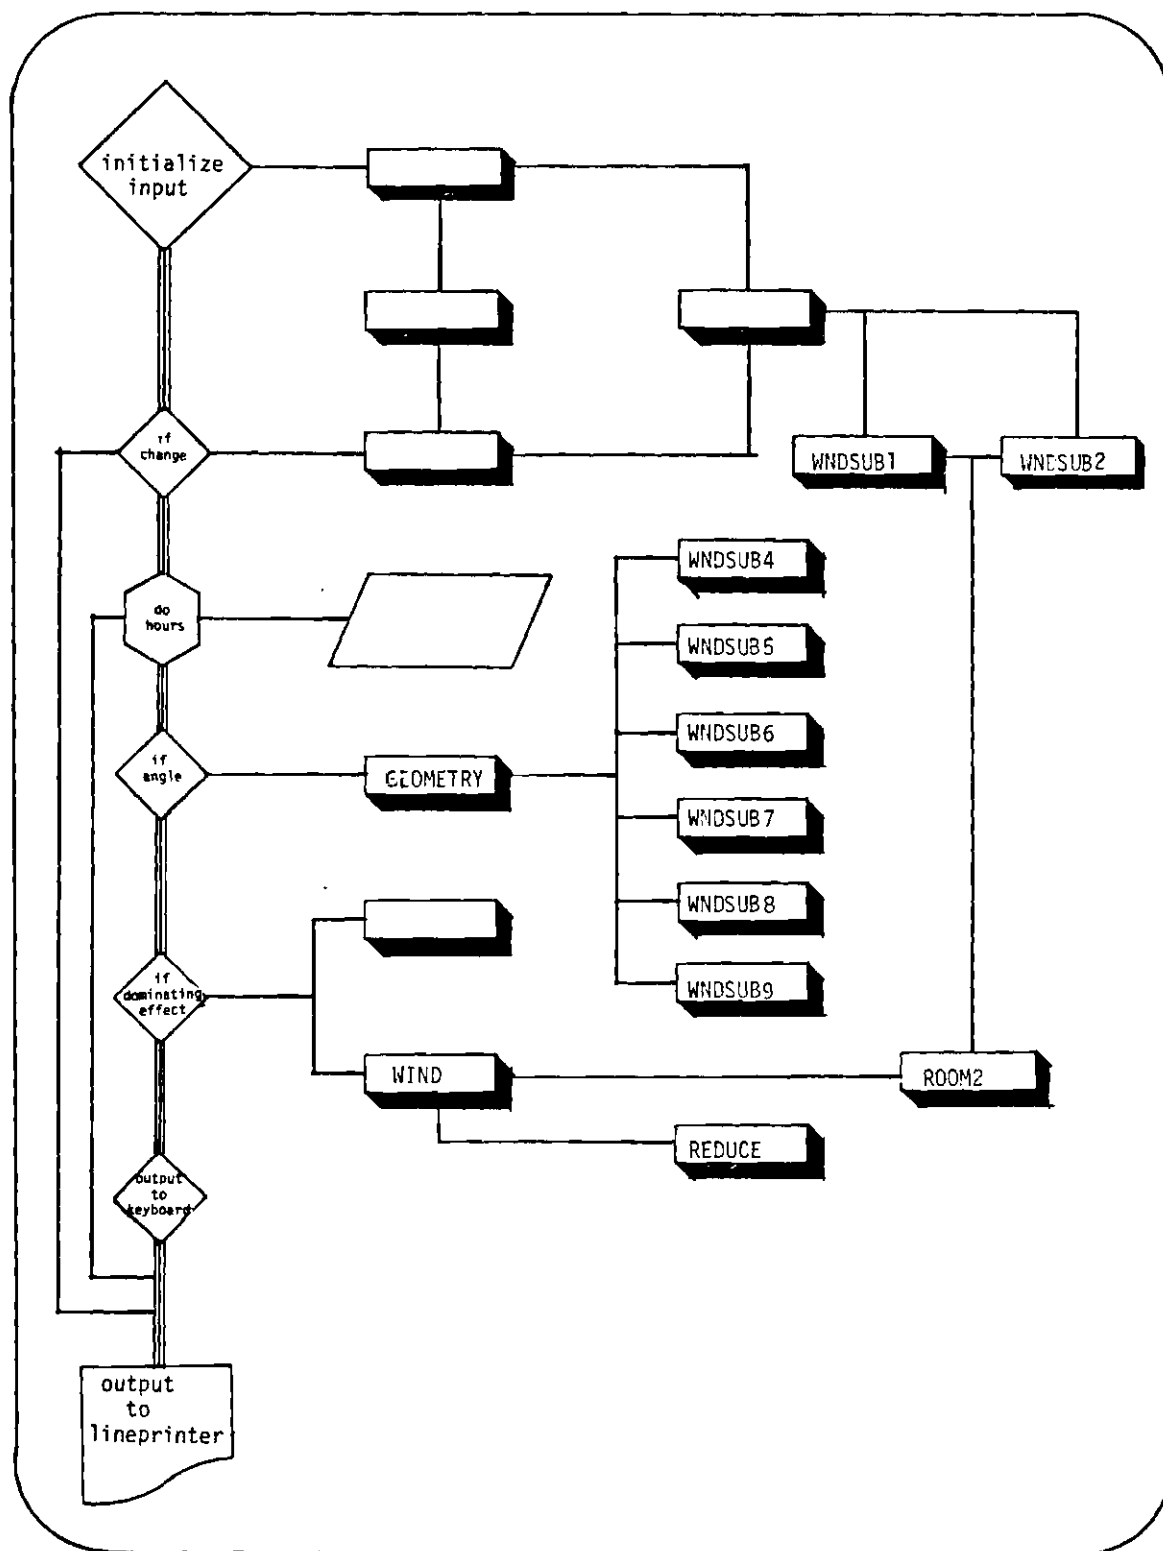 initialize
input
if
change
WNDSUB1
WNDSUB2
do
hours
WNDSUB4
WNDSUB5
WNDSUB6
if
angle
GEOMETRY
WNDSUB7
WNDSUB8
if
dominating
effect
WNDSUB9
WIND
ROOM2
REDUCE
output
to
keyboard
output
to
lineprinter